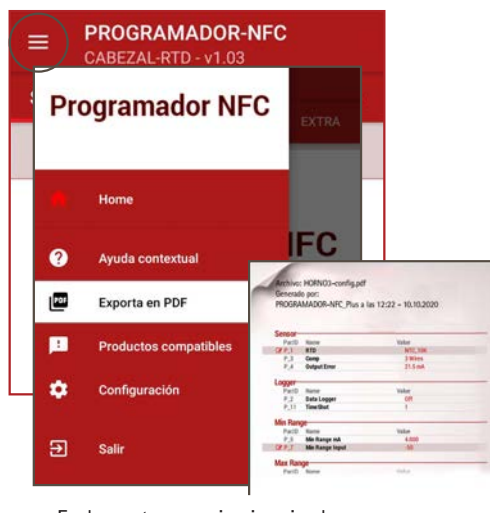 PROGRAMADOR-NFC
CABEZAL-RTD - v1.03
EXTRA
Programador NFC
IFC
Home
Ayuda contextual
PDF
Exporta en PDF
Productos compatibles
Configuración
Salir
Archivo: HORNO3-config.pdf
Generado por:
PROGRAMADOR-NFC_Plus a las 12:22 - 10.10.2020
Sensor
ParID Name Value
P_1 RTD NTC_10K
P_3 Comp 3 Wires
P_4 Output Error 21.5 mA
Logger
ParID Name Value
P_2 Data Logger Off
P_11 TimeShot 1
Min Range
ParID Name Value
P_5 Min Range mA 4.000
P_7 Min Range Input -50
Max Range
ParID Name Value